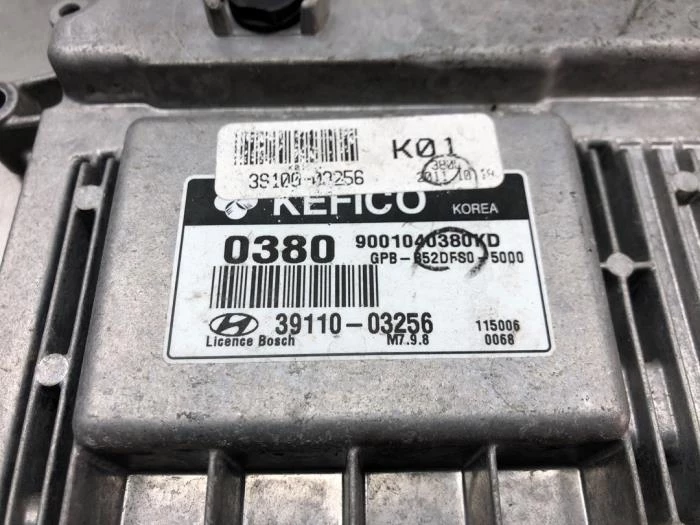 K01
39100-03256
2011.10.19
KEFICO KOREA
0380 9001040380KD
GPB-B52DFS0-5000
39110-03256 115006
Licence Bosch M7.9.8 0068